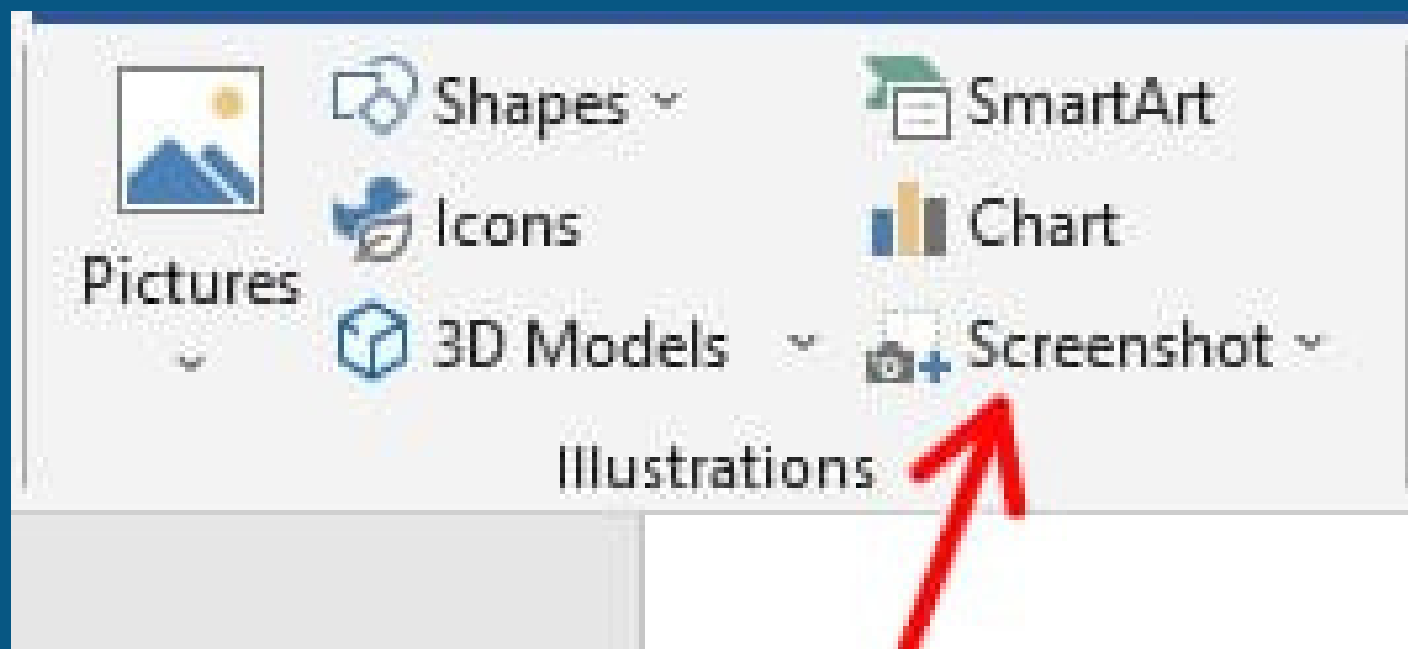 Pictures
Shapes
Icons
3D Models
SmartArt
Chart
Screenshot
Illustrations